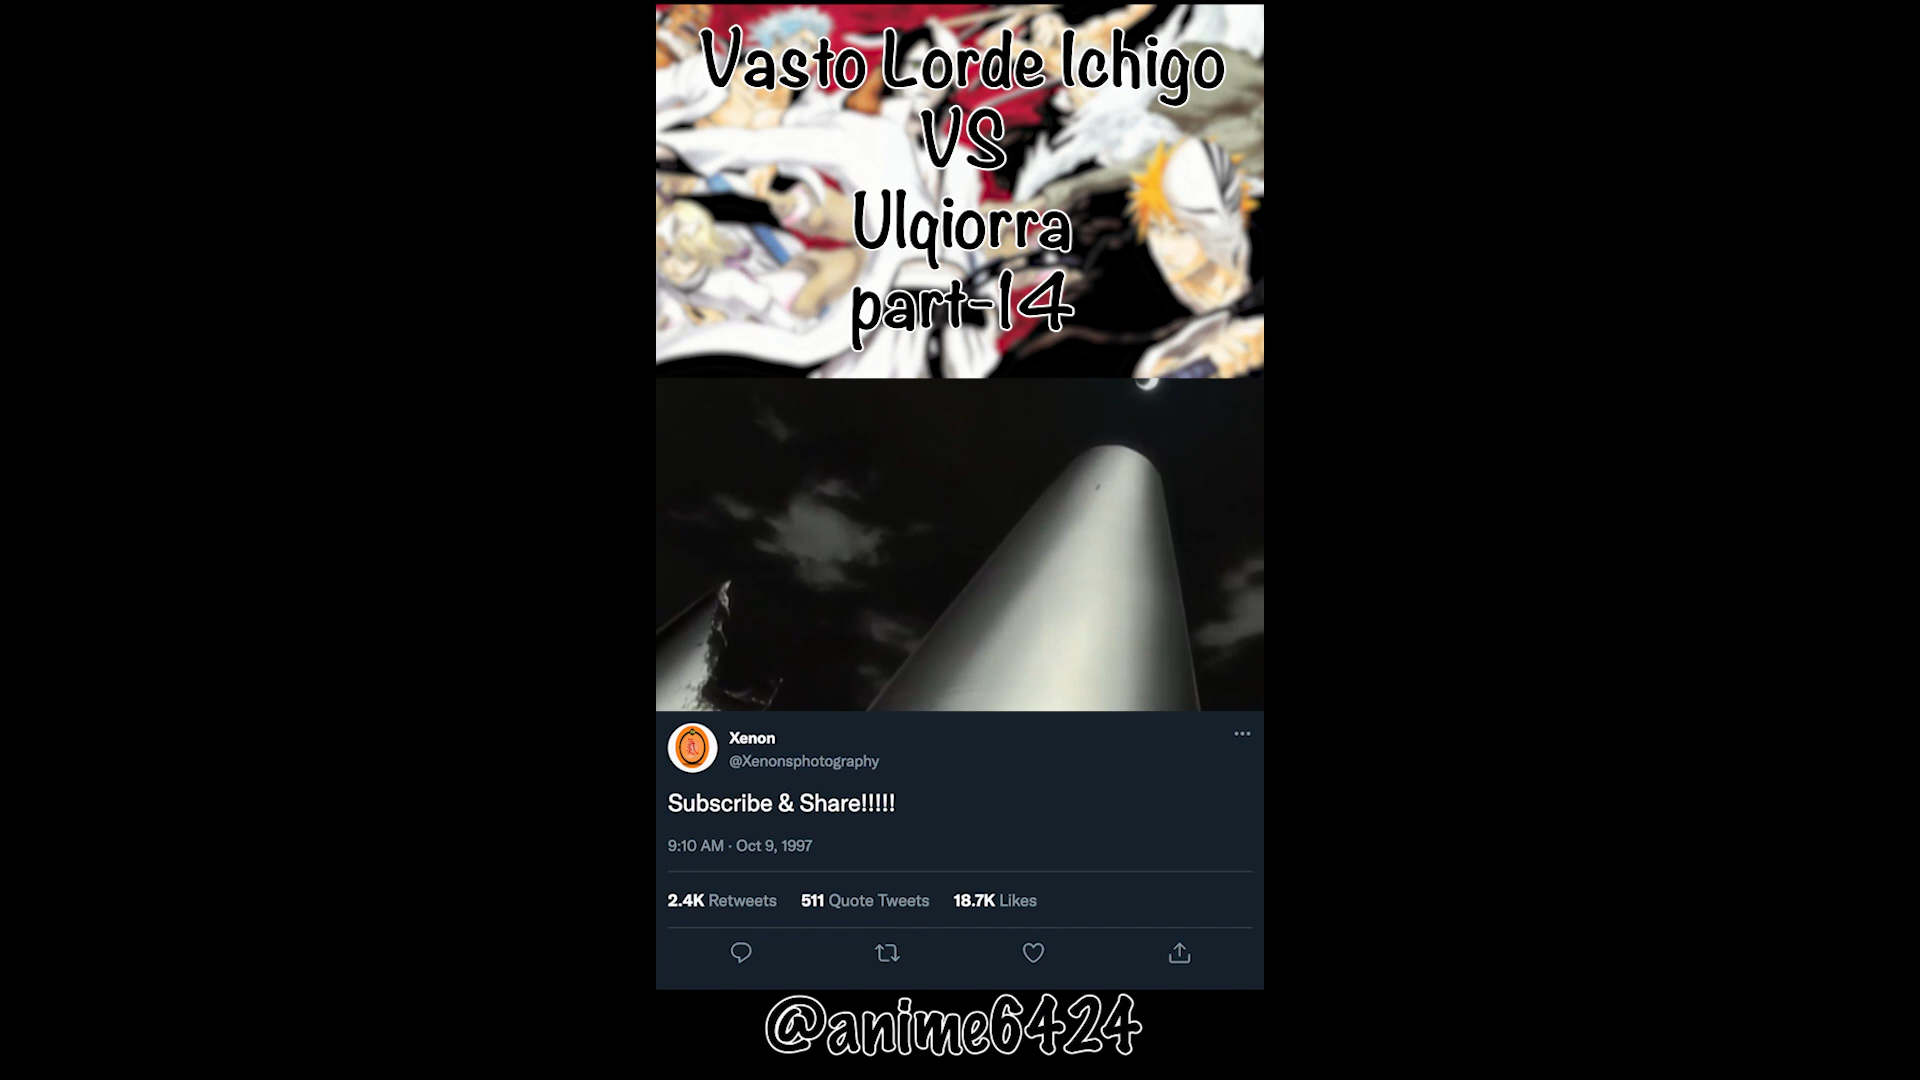 Vasto Lorde Ichigo
VS
Ulqiorra
part-14
Xenon
@Xenonsphotography
Subscribe & Share!!!!!
9:10 AM · Oct 9, 1997
2.4K Retweets 511 Quote Tweets 18.7K Likes
@anime6424